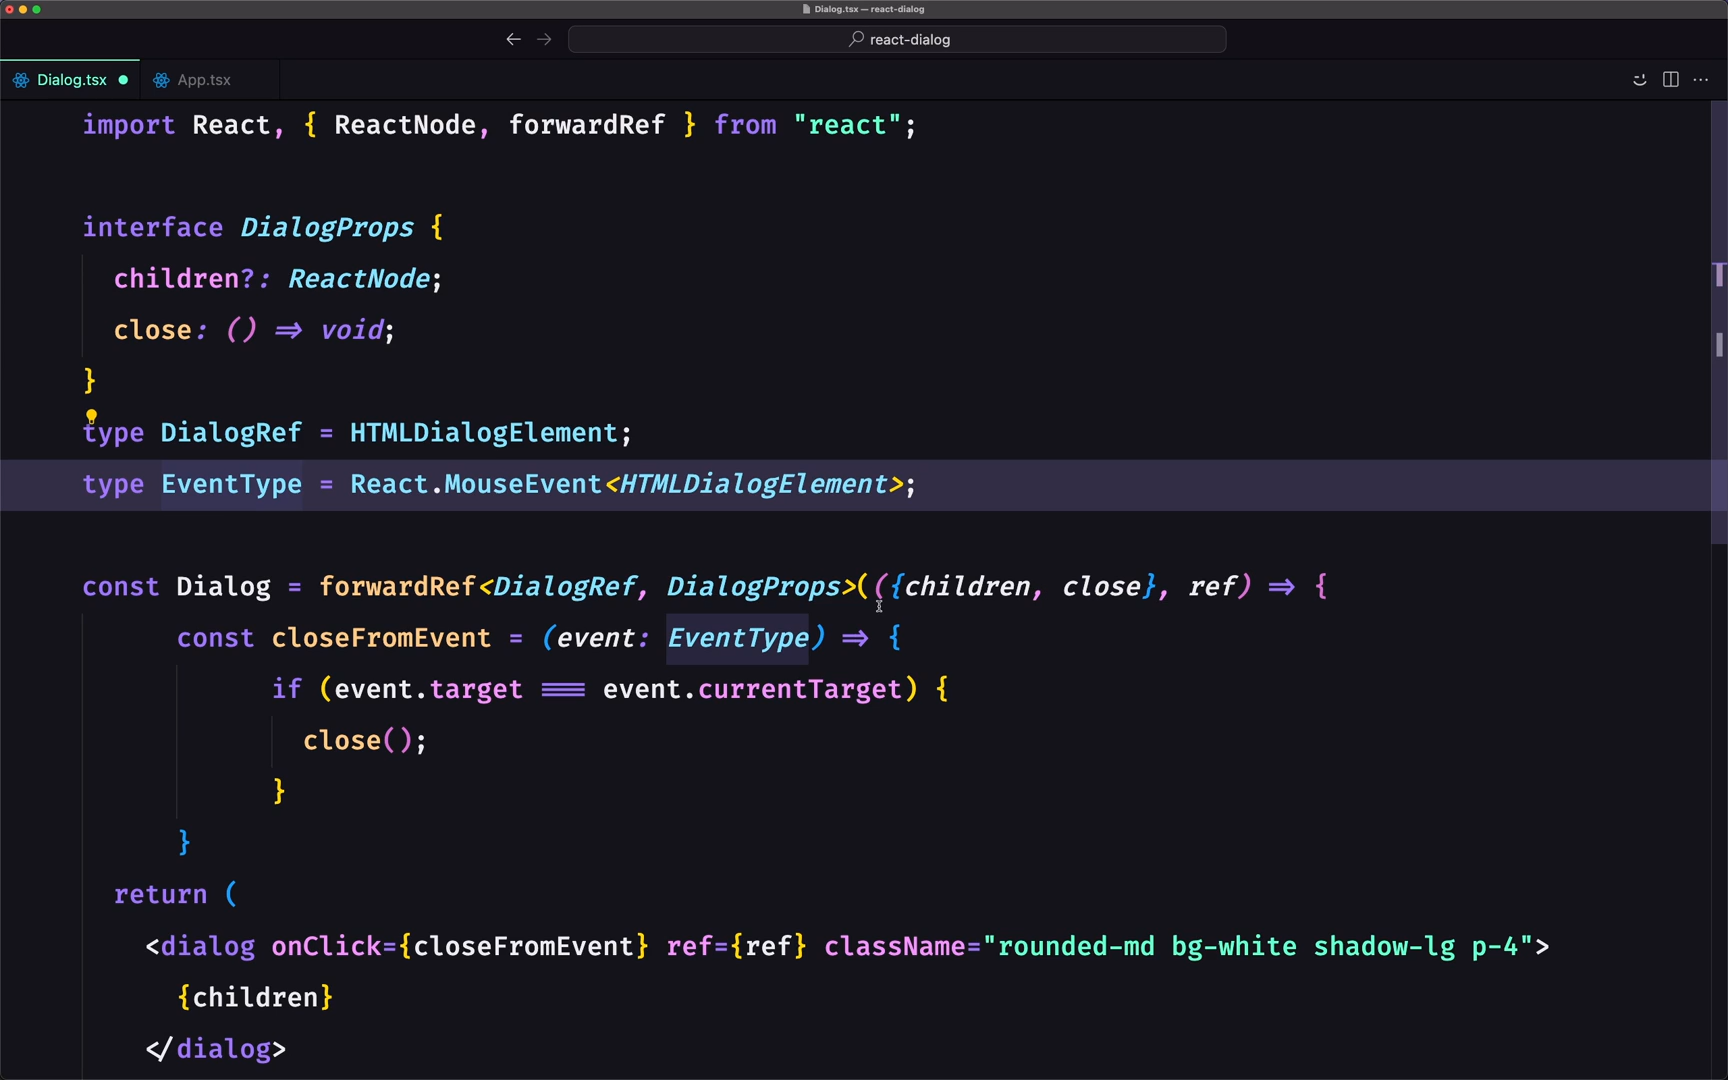 Dialog.tsx — react-dialog
react-dialog
Dialog.tsx
App.tsx
import React, { ReactNode, forwardRef } from "react";
interface DialogProps {
children?: ReactNode;
close: () => void;
}
type DialogRef = HTMLDialogElement;
type EventType = React.MouseEvent<HTMLDialogElement>;
const Dialog = forwardRef<DialogRef, DialogProps>(({children, close}, ref) => {
const closeFromEvent = (event: EventType) => {
if (event.target === event.currentTarget) {
close();
}
}
return (
<dialog onClick={closeFromEvent} ref={ref} className="rounded-md bg-white shadow-lg p-4">
{children}
</dialog>